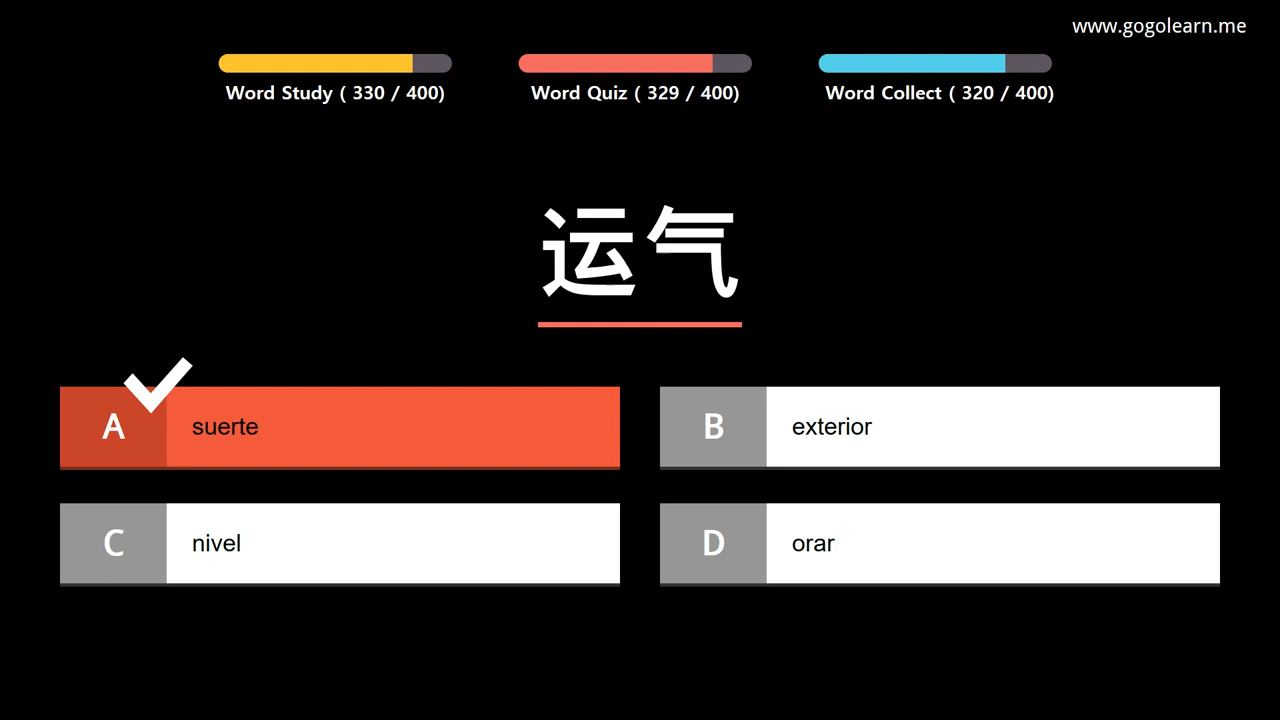 www.gogolearn.me
Word Study ( 330 / 400)
Word Quiz ( 329 / 400)
Word Collect ( 320 / 400)
运气
A suerte
B exterior
C nivel
D orar